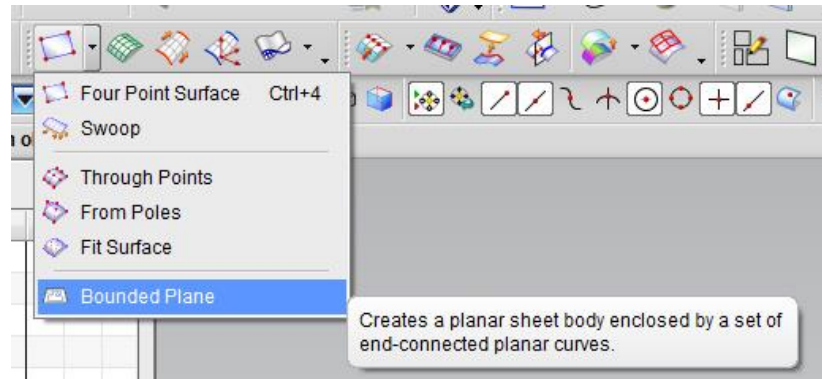 Four Point Surface Ctrl+4
Swoop
Through Points
From Poles
Fit Surface
Bounded Plane
Creates a planar sheet body enclosed by a set of
end-connected planar curves.